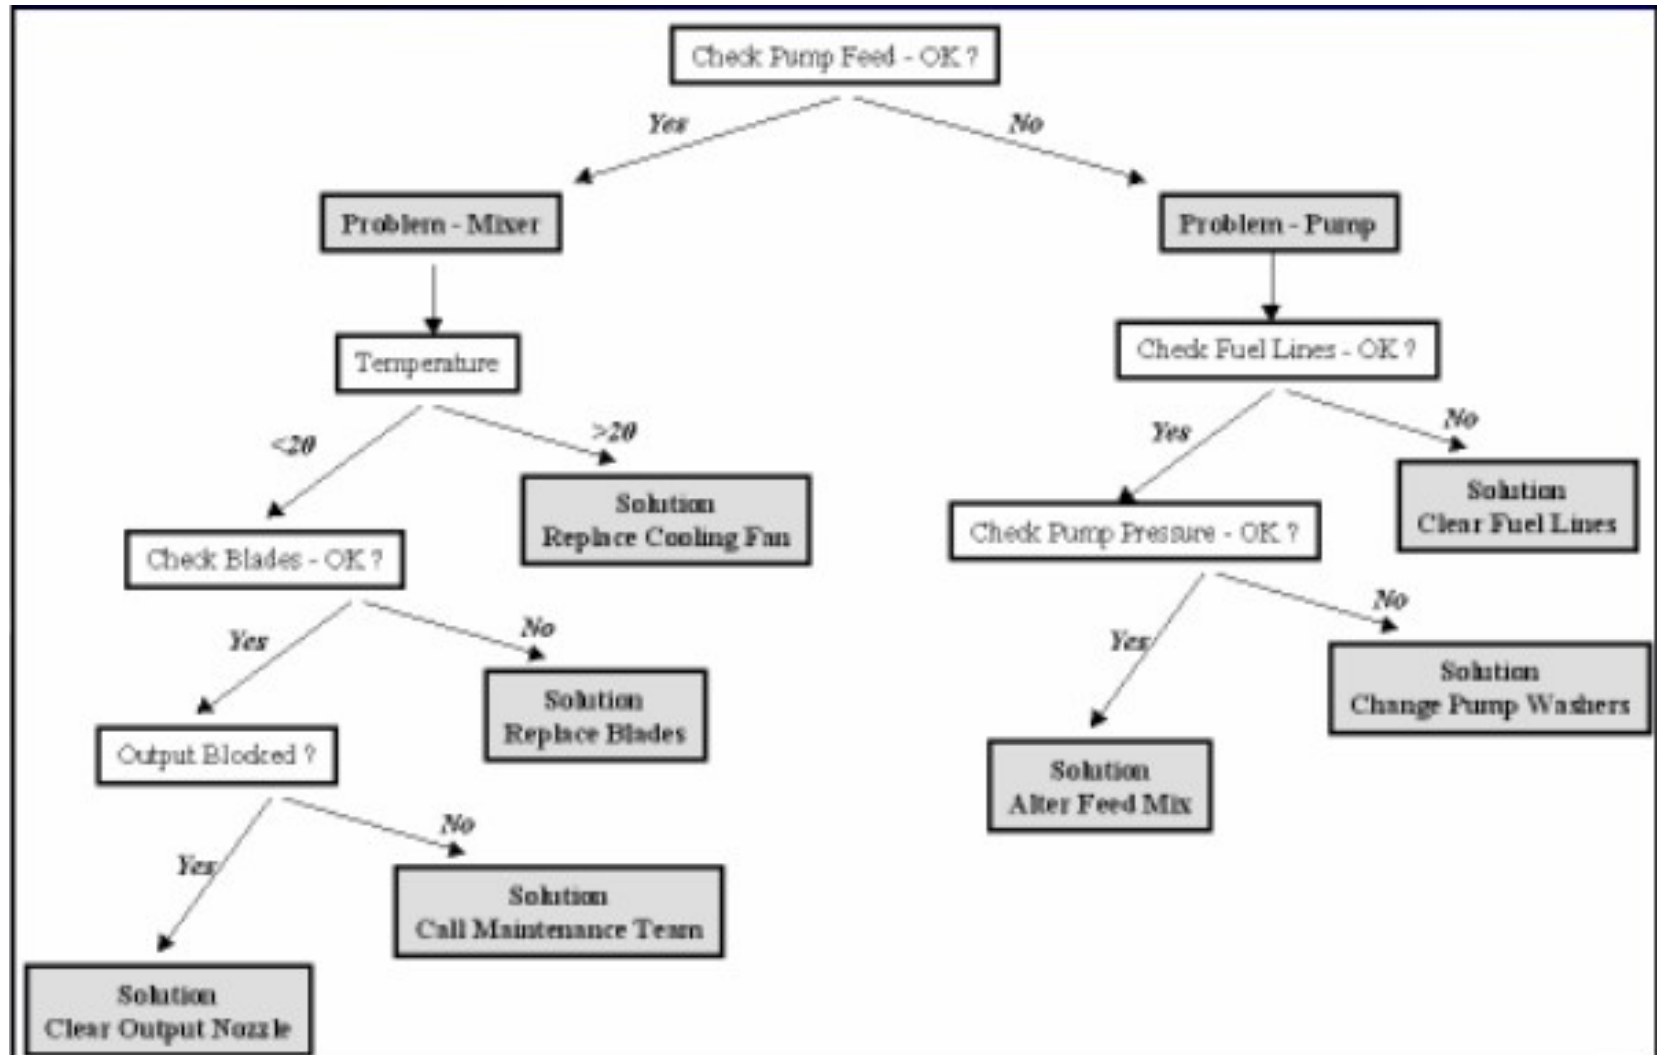 Check Pump Feed - OK ?
Yes
No
Problem - Mixer
Problem - Pump
Temperature
Check Fuel Lines - OK ?
<20
>20
Yes
No
Solution
Replace Cooling Fan
Solution
Clear Fuel Lines
Check Blades - OK ?
Check Pump Pressure - OK ?
Yes
No
Yes
No
Solution
Replace Blades
Solution
Change Pump Washers
Output Blocked ?
Solution
Alter Feed Mix
Yes
No
Solution
Call Maintenance Team
Solution
Clear Output Nozzle